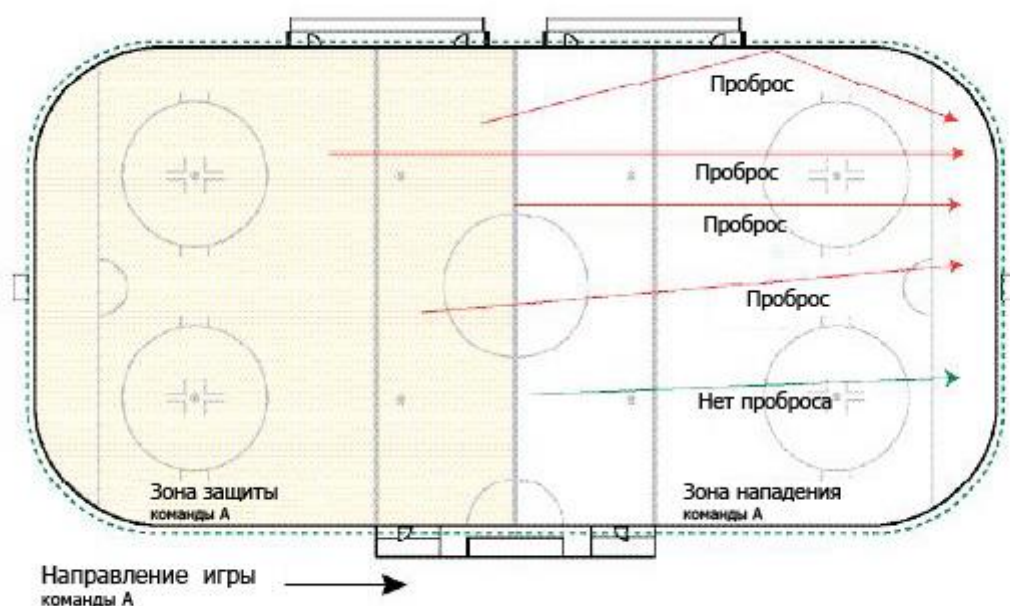 Проброс
Проброс
Проброс
Проброс
Нет проброса
Зона защиты
команды А
Зона нападения
команды А
Направление игры
команды А